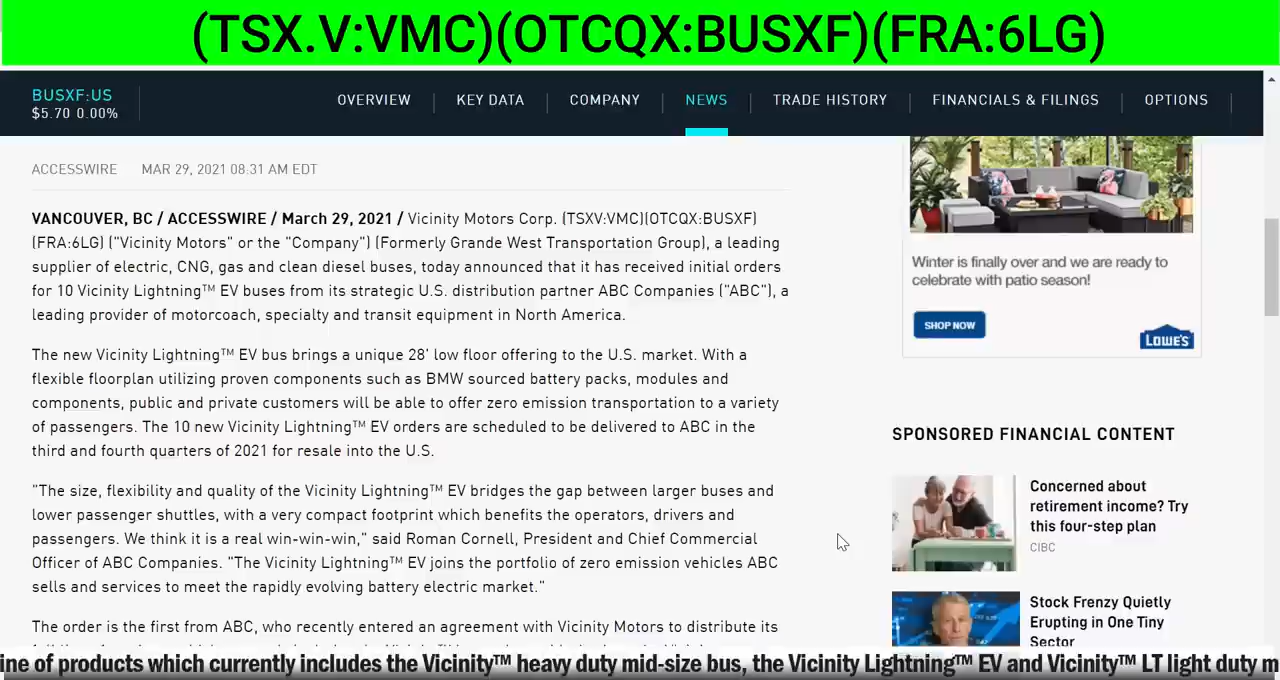 (TSX.V:VMC)(OTCQX:BUSXF)(FRA:6LG)
BUSXF:US
$5.70 0.00%
OVERVIEW
KEY DATA
COMPANY
NEWS
TRADE HISTORY
FINANCIALS & FILINGS
OPTIONS
ACCESSWIRE MAR 29, 2021 08:31 AM EDT
VANCOUVER, BC / ACCESSWIRE / March 29, 2021 / Vicinity Motors Corp. (TSXV:VMC)(OTCQX:BUSXF)
(FRA:6LG) ("Vicinity Motors" or the "Company") (Formerly Grande West Transportation Group), a leading
supplier of electric, CNG, gas and clean diesel buses, today announced that it has received initial orders
for 10 Vicinity Lightning™ EV buses from its strategic U.S. distribution partner ABC Companies ("ABC"), a
leading provider of motorcoach, specialty and transit equipment in North America.
The new Vicinity Lightning™ EV bus brings a unique 28' low floor offering to the U.S. market. With a
flexible floorplan utilizing proven components such as BMW sourced battery packs, modules and
components, public and private customers will be able to offer zero emission transportation to a variety
of passengers. The 10 new Vicinity Lightning™ EV orders are scheduled to be delivered to ABC in the
third and fourth quarters of 2021 for resale into the U.S.
"The size, flexibility and quality of the Vicinity Lightning™ EV bridges the gap between larger buses and
lower passenger shuttles, with a very compact footprint which benefits the operators, drivers and
passengers. We think it is a real win-win-win," said Roman Cornell, President and Chief Commercial
Officer of ABC Companies. "The Vicinity Lightning™ EV joins the portfolio of zero emission vehicles ABC
sells and services to meet the rapidly evolving battery electric market."
The order is the first from ABC, who recently entered an agreement with Vicinity Motors to distribute its
Winter is finally over and we are ready to
celebrate with patio season!
SHOP NOW
LOWE'S
SPONSORED FINANCIAL CONTENT
Concerned about
retirement income? Try
this four-step plan
CIBC
Stock Frenzy Quietly
Erupting in One Tiny
Sector
ine of products which currently includes the Vicinity™ heavy duty mid-size bus, the Vicinity Lightning™ EV and Vicinity™ LT light duty m